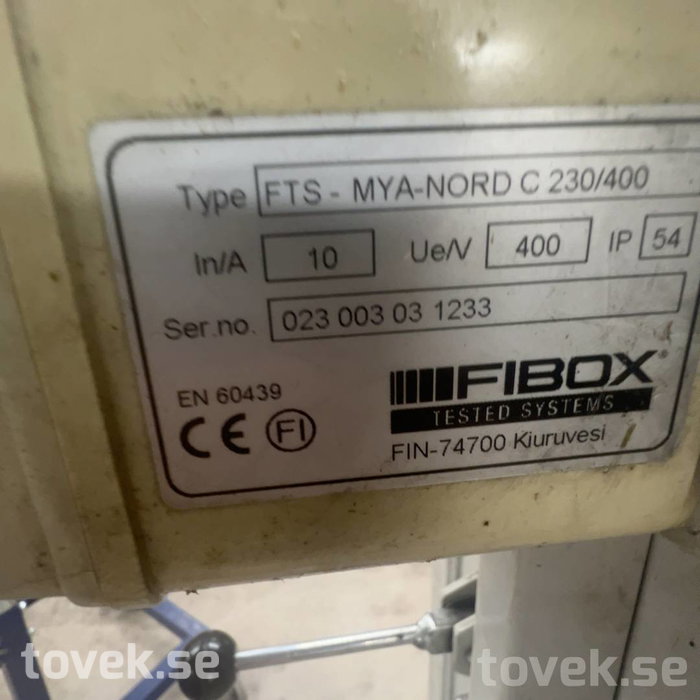 Type FTS - MYA-NORD C 230/400
In/A 10 Ue/V 400 IP 54
Ser.no. 023 003 03 1233
EN 60439
CE FI
FIBOX
TESTED SYSTEMS
FIN-74700 Kiuruvesi
tovek.se tovek.se